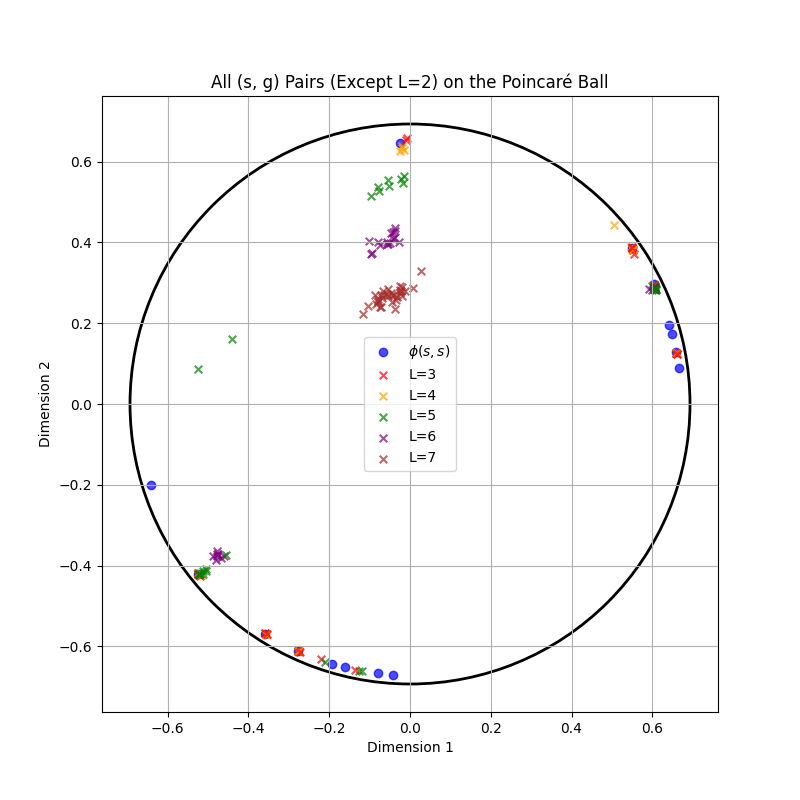 All (s, g) Pairs (Except L=2) on the Poincaré Ball
Dimension 2
0.6
0.4
0.2
0.0
−0.2
−0.4
−0.6
ϕ(s, s)
L=3
L=4
L=5
L=6
L=7
−0.6 −0.4 −0.2 0.0 0.2 0.4 0.6
Dimension 1